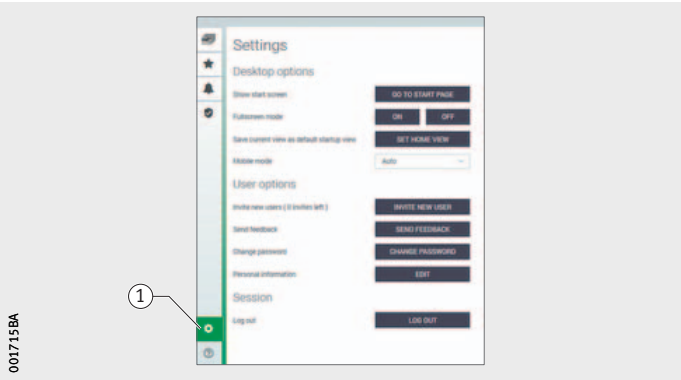 Settings
Desktop options
Show start screen GO TO START PAGE
Fullscreen mode ON OFF
Save current view as default startup view SET HOME VIEW
Mobile mode Auto
User options
Invite new users ( 0 invites left ) INVITE NEW USER
Send feedback SEND FEEDBACK
Change password CHANGE PASSWORD
Personal information EDIT
Session
1
Log out LOG OUT
001715BA